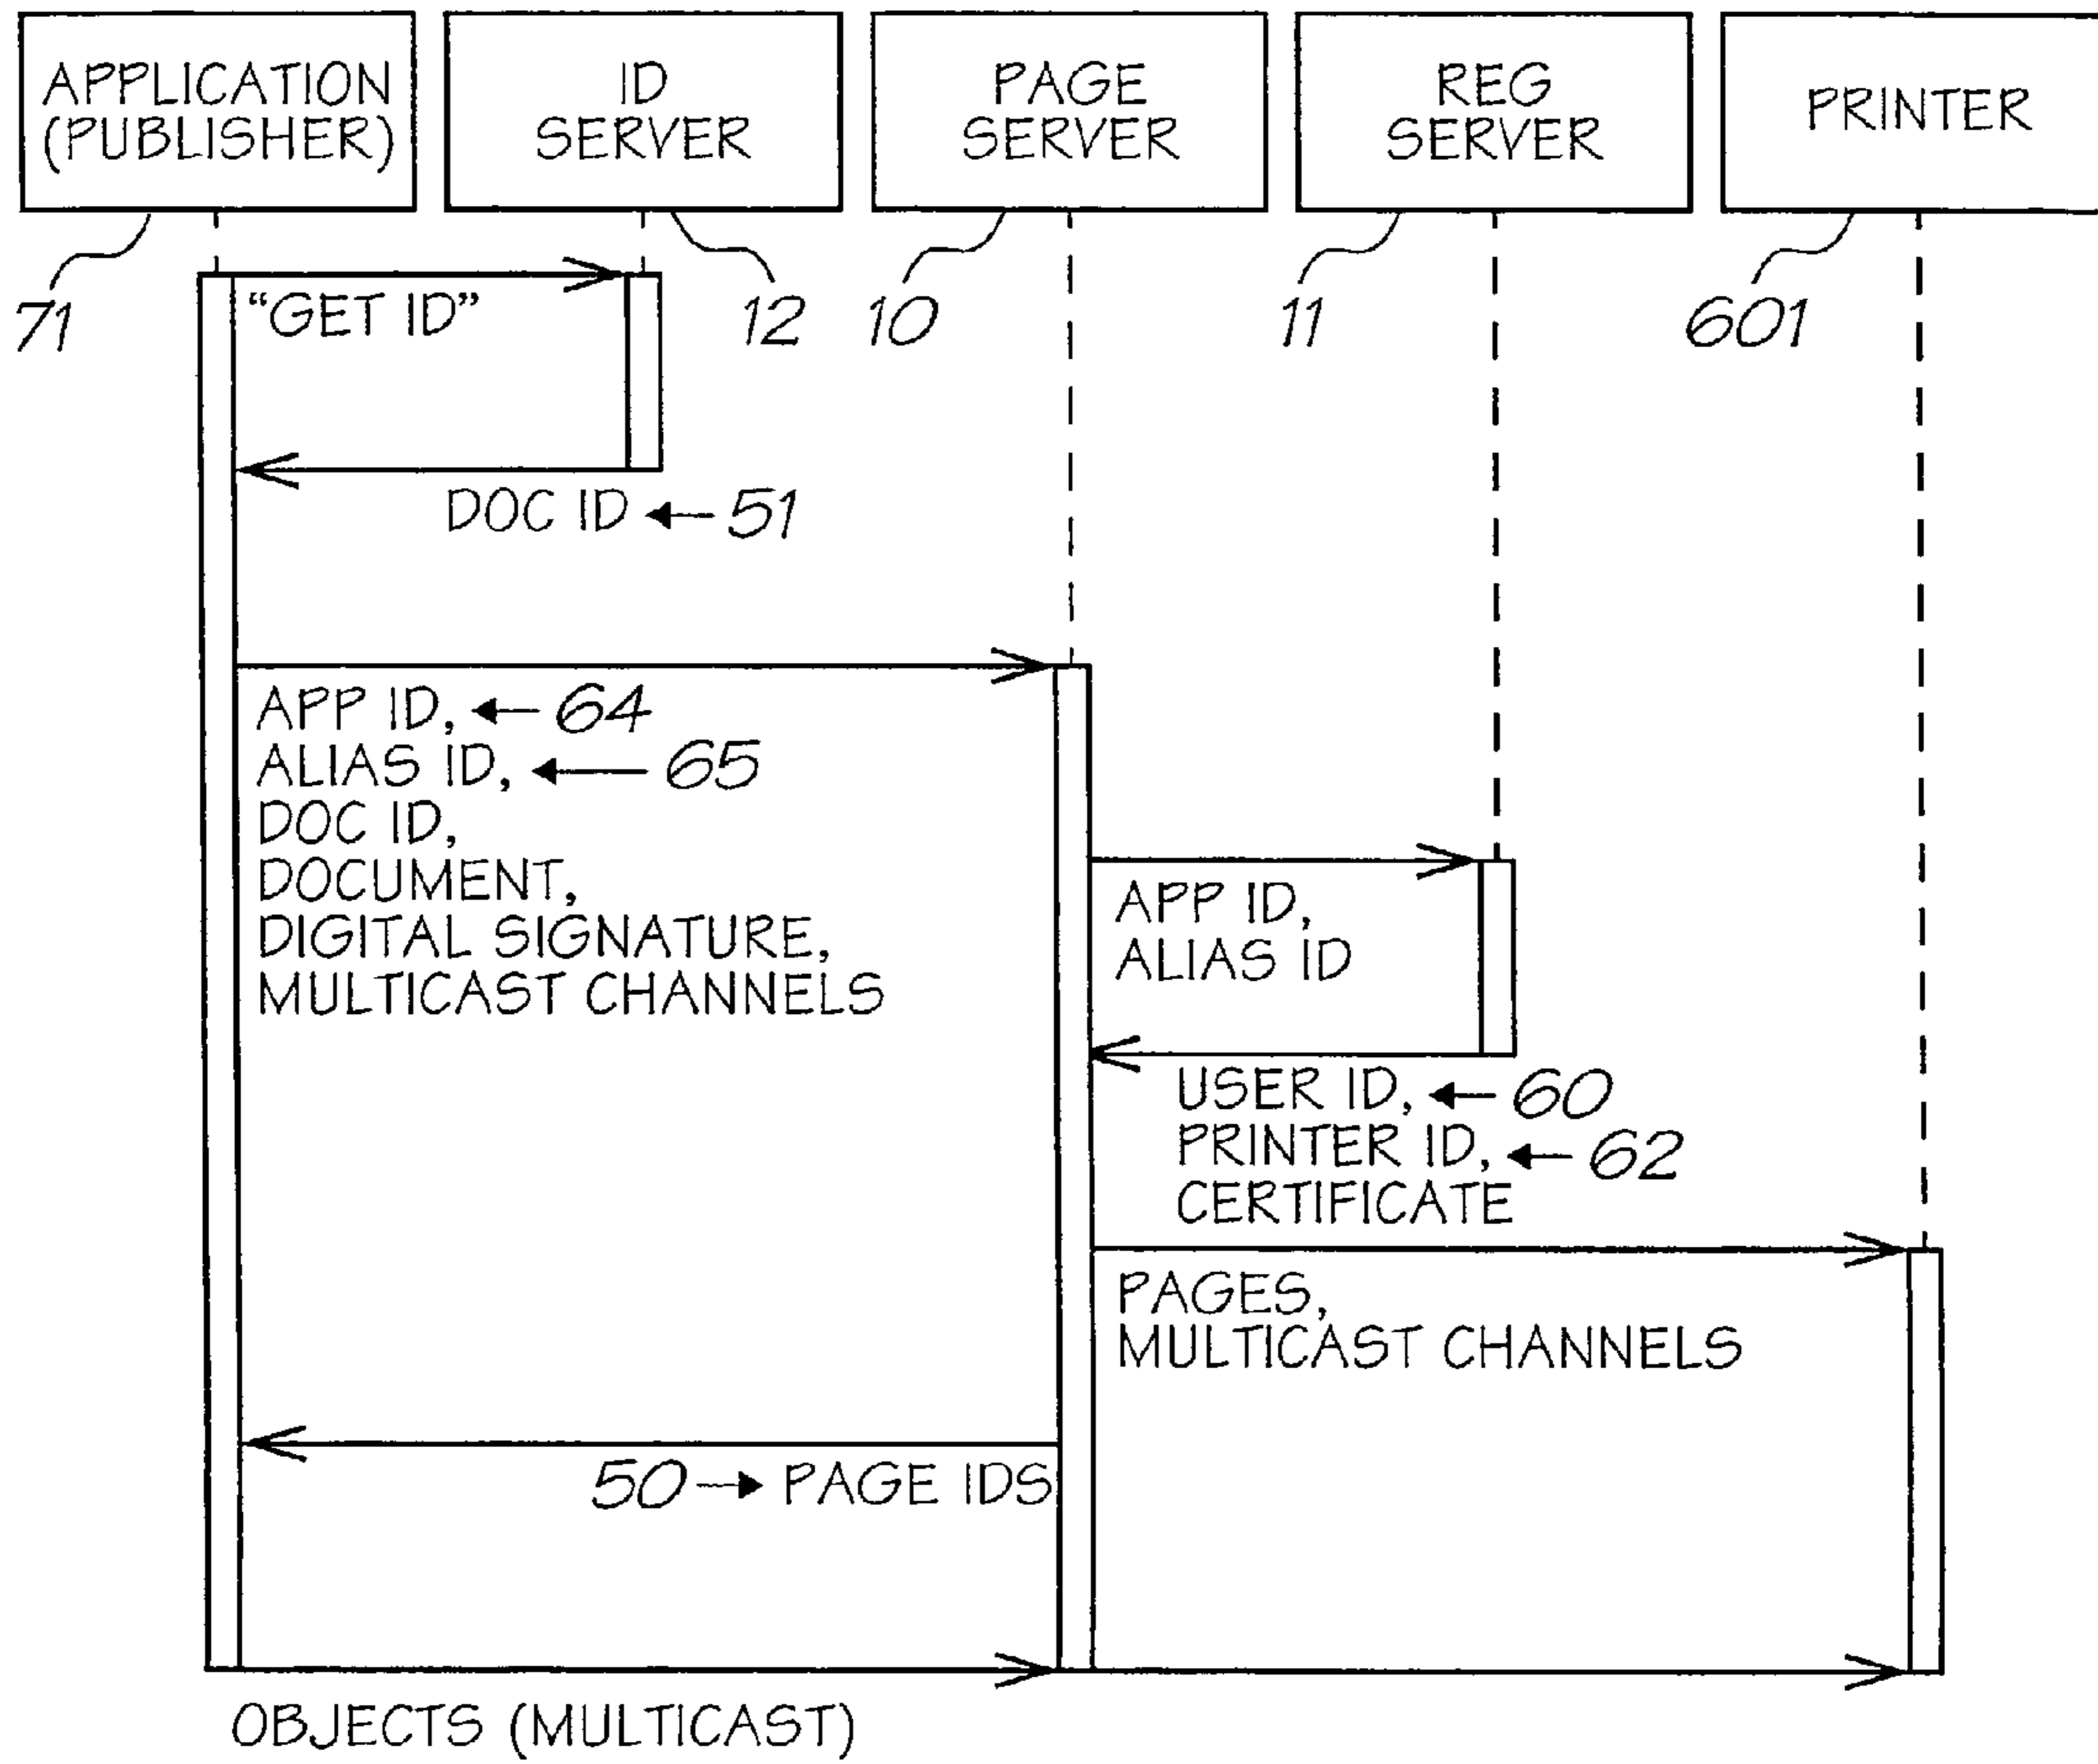 APPLICATION
(PUBLISHER)
ID
SERVER
PAGE
SERVER
REG
SERVER
PRINTER
71
12
10
11
601
“GET ID”
DOC ID 51
APP ID, 64
ALIAS ID, 65
DOC ID,
DOCUMENT,
DIGITAL SIGNATURE,
MULTICAST CHANNELS
APP ID,
ALIAS ID
USER ID, 60
PRINTER ID, 62
CERTIFICATE
PAGES,
MULTICAST CHANNELS
50 PAGE IDS
OBJECTS (MULTICAST)